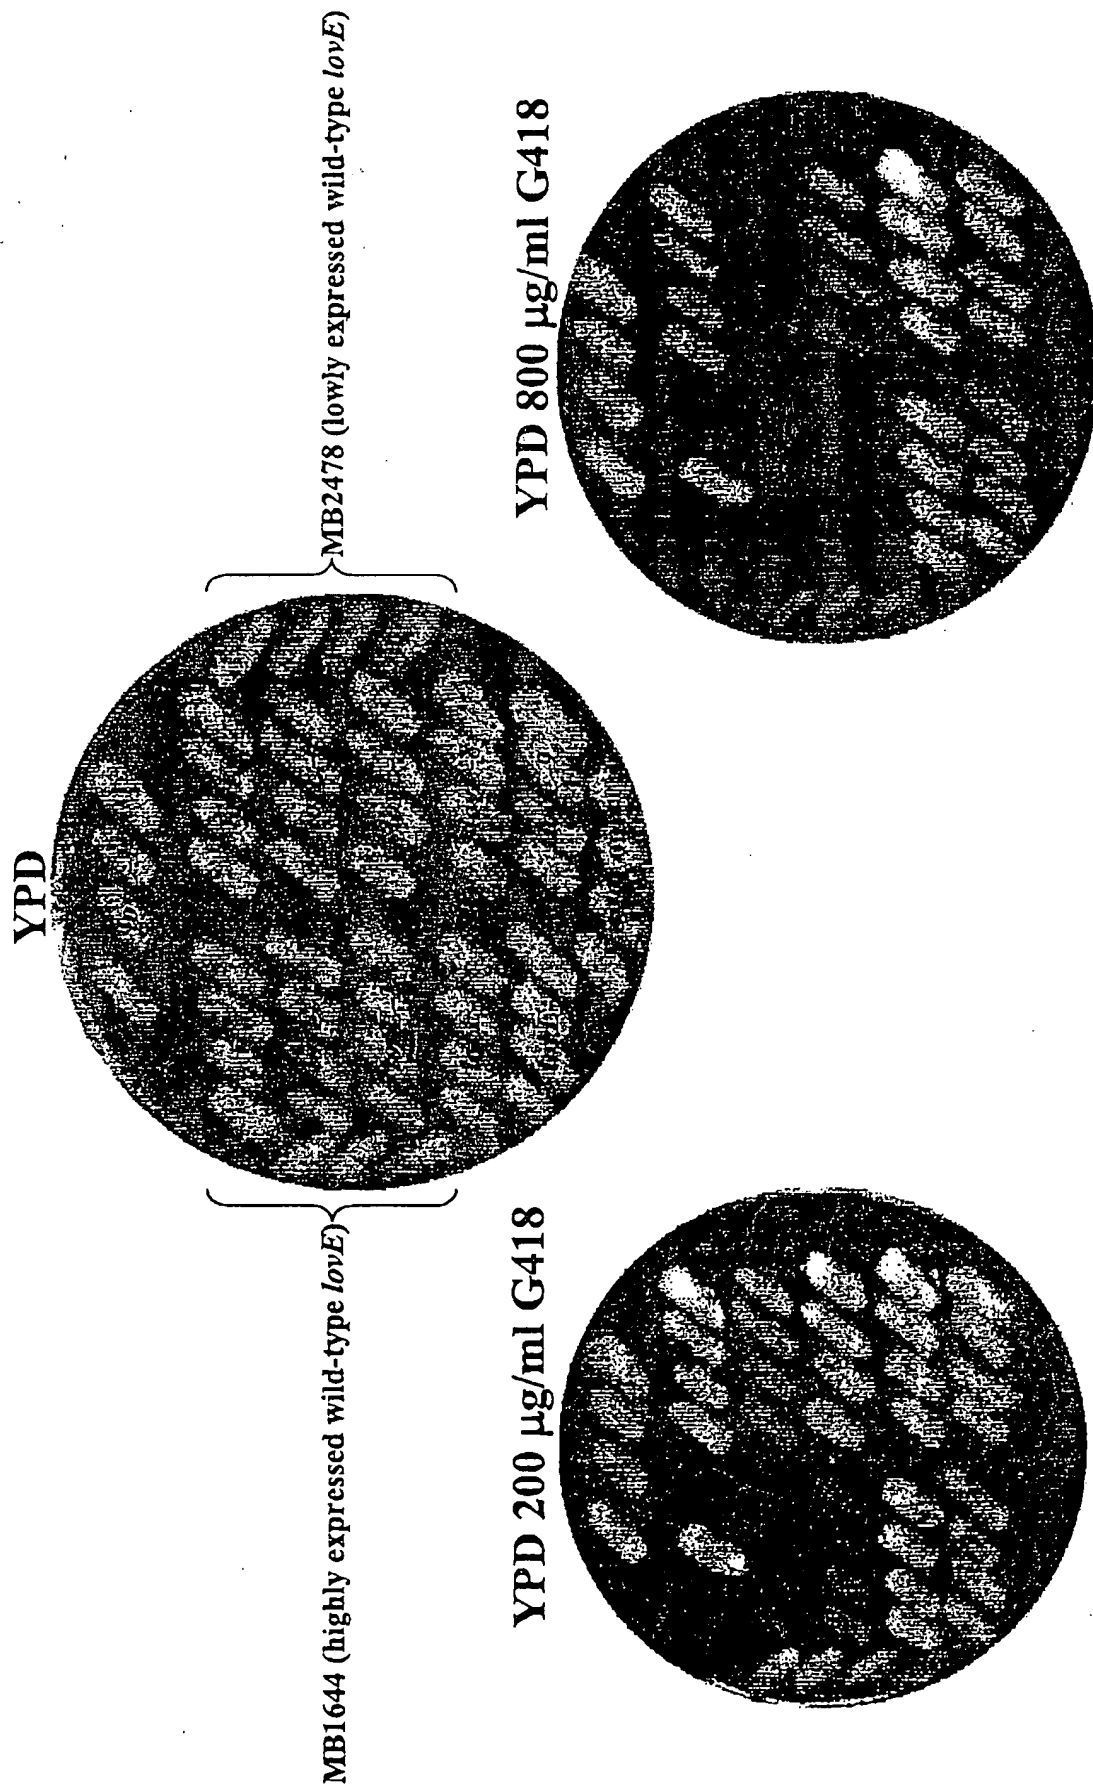 YPD
MB1644 (highly expressed wild-type lovE)
MB2478 (lowly expressed wild-type lovE)
YPD 200 µg/ml G418
YPD 800 µg/ml G418